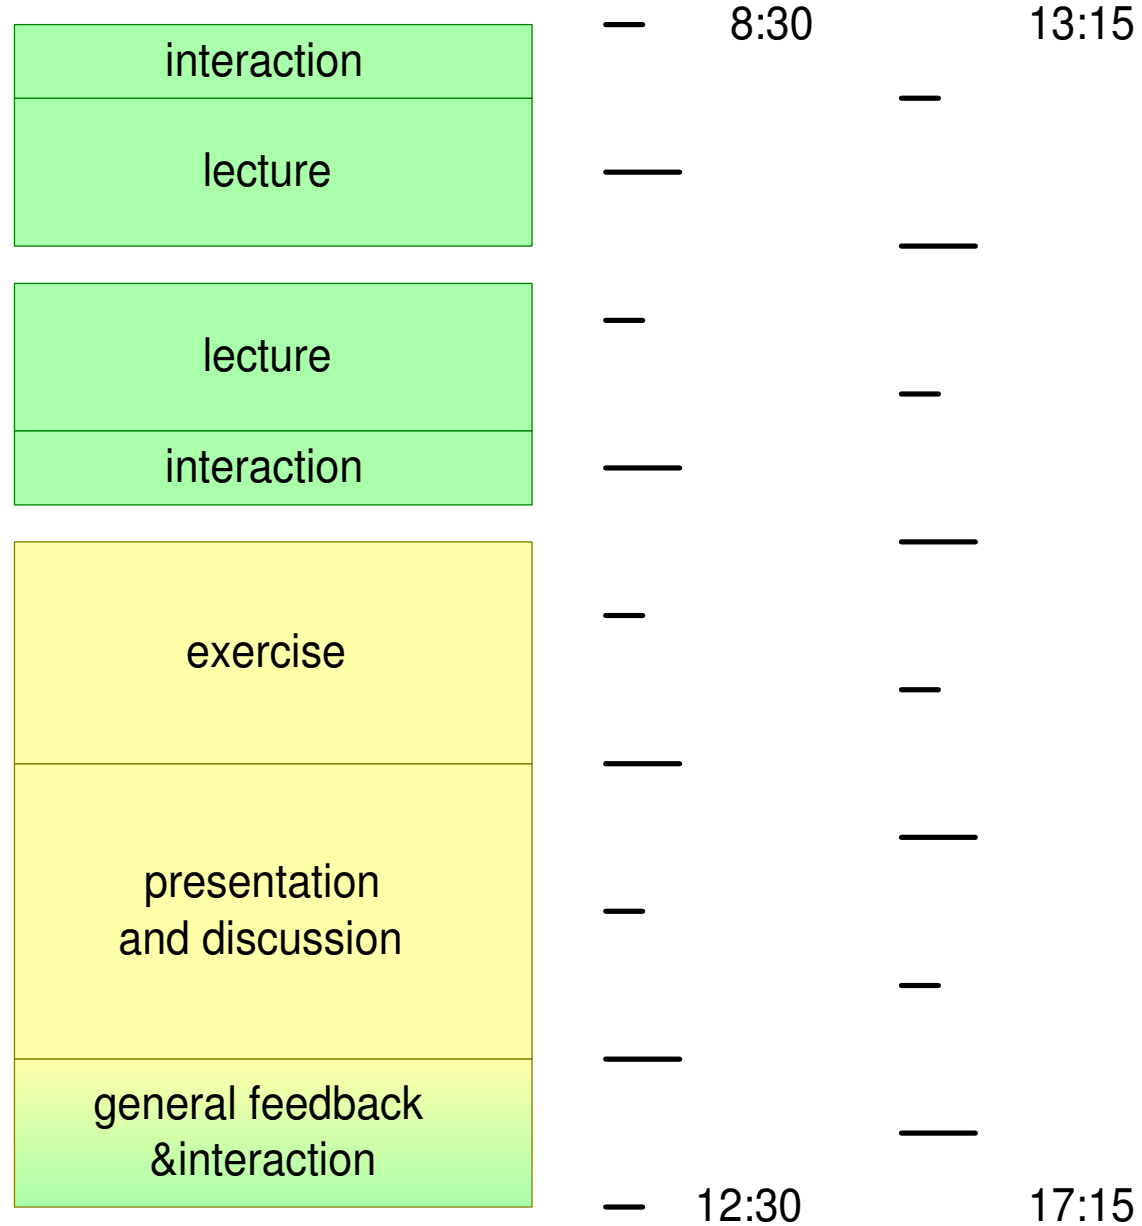 8:30 13:15
interaction
lecture
lecture
interaction
exercise
presentation
and discussion
general feedback
&interaction
12:30 17:15